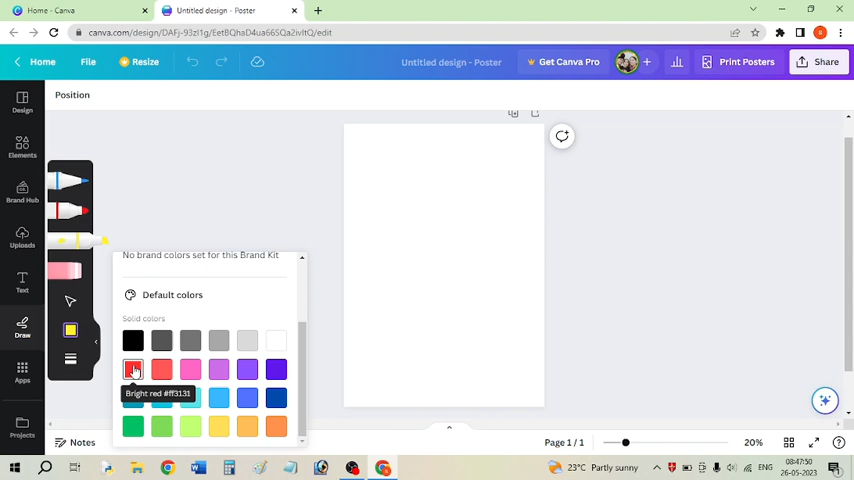 Home - Canva
Untitled design - Poster
canva.com/design/DAFj-93zl1g/Eet8QhaD4ua66SQa2ivItQ/edit
Home
File
Resize
Untitled design - Poster
Get Canva Pro
Print Posters
Share
Design
Position
Elements
Brand Hub
Uploads
Text
Draw
Apps
Projects
No brand colors set for this Brand Kit
Default colors
Solid colors
Bright red #ff3131
Notes
Page 1 / 1
20%
23°C Partly sunny
ENG
08:47:50
26-05-2023